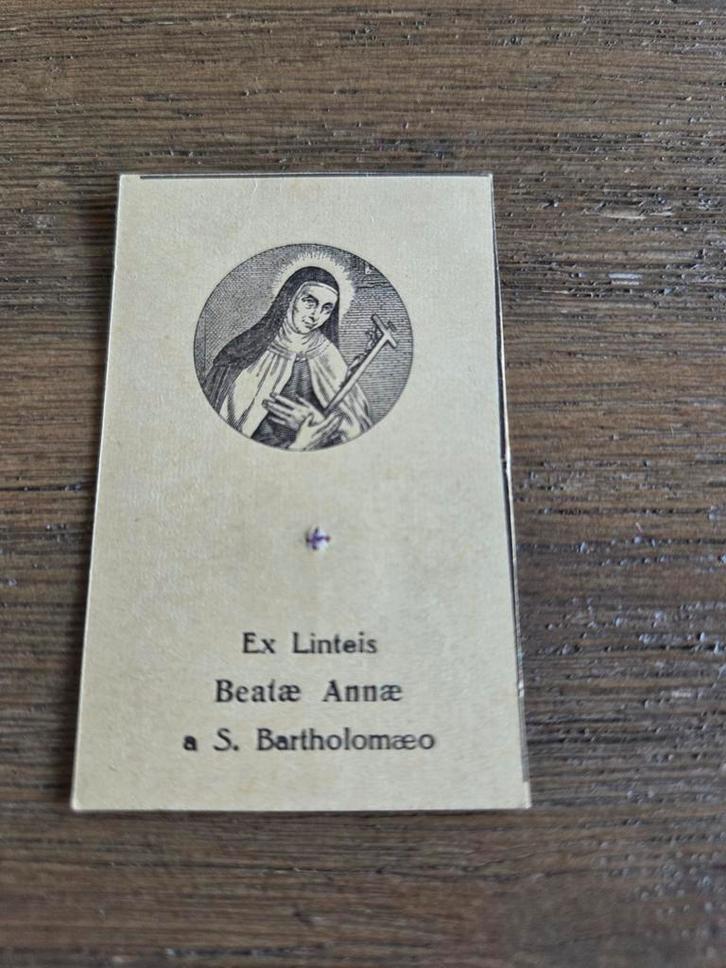 Ex Linteis
Beatæ Annæ
a S. Bartholomæo